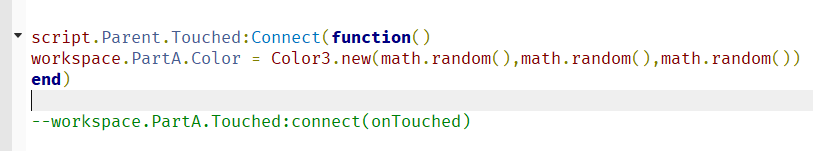 script.Parent.Touched:Connect(function()
workspace.PartA.Color = Color3.new(math.random(),math.random(),math.random())
end)
--workspace.PartA.Touched:connect(onTouched)